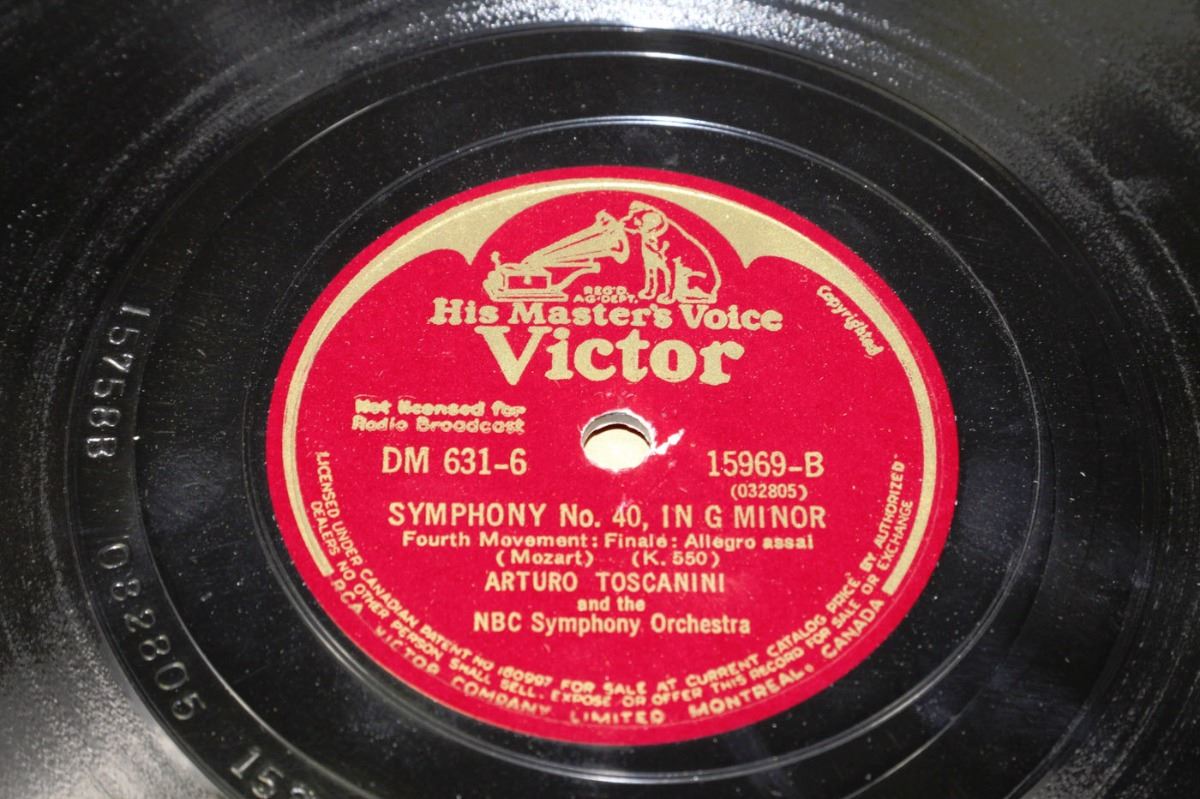 REG'D.
AG-DEPT.
His Master's Voice
Victor
Copyrighted
Not licensed for
Radio Broadcast
DM 631-6
15969-B
(032805)
SYMPHONY No. 40, IN G MINOR
Fourth Movement: Finale: Allegro assai
(Mozart) (K. 550)
ARTURO TOSCANINI
and the
NBC Symphony Orchestra
LICENSED UNDER CANADIAN PATENT NO 180997 FOR SALE AT CURRENT CATALOG PRICE BY AUTHORIZED
DEALERS NO OTHER PERSON SHALL SELL. EXPOSE OR OFFER THIS RECORD FOR SALE OR EXCHANGE
RCA VICTOR COMPANY LIMITED MONTREAL, CANADA
15758B
032805